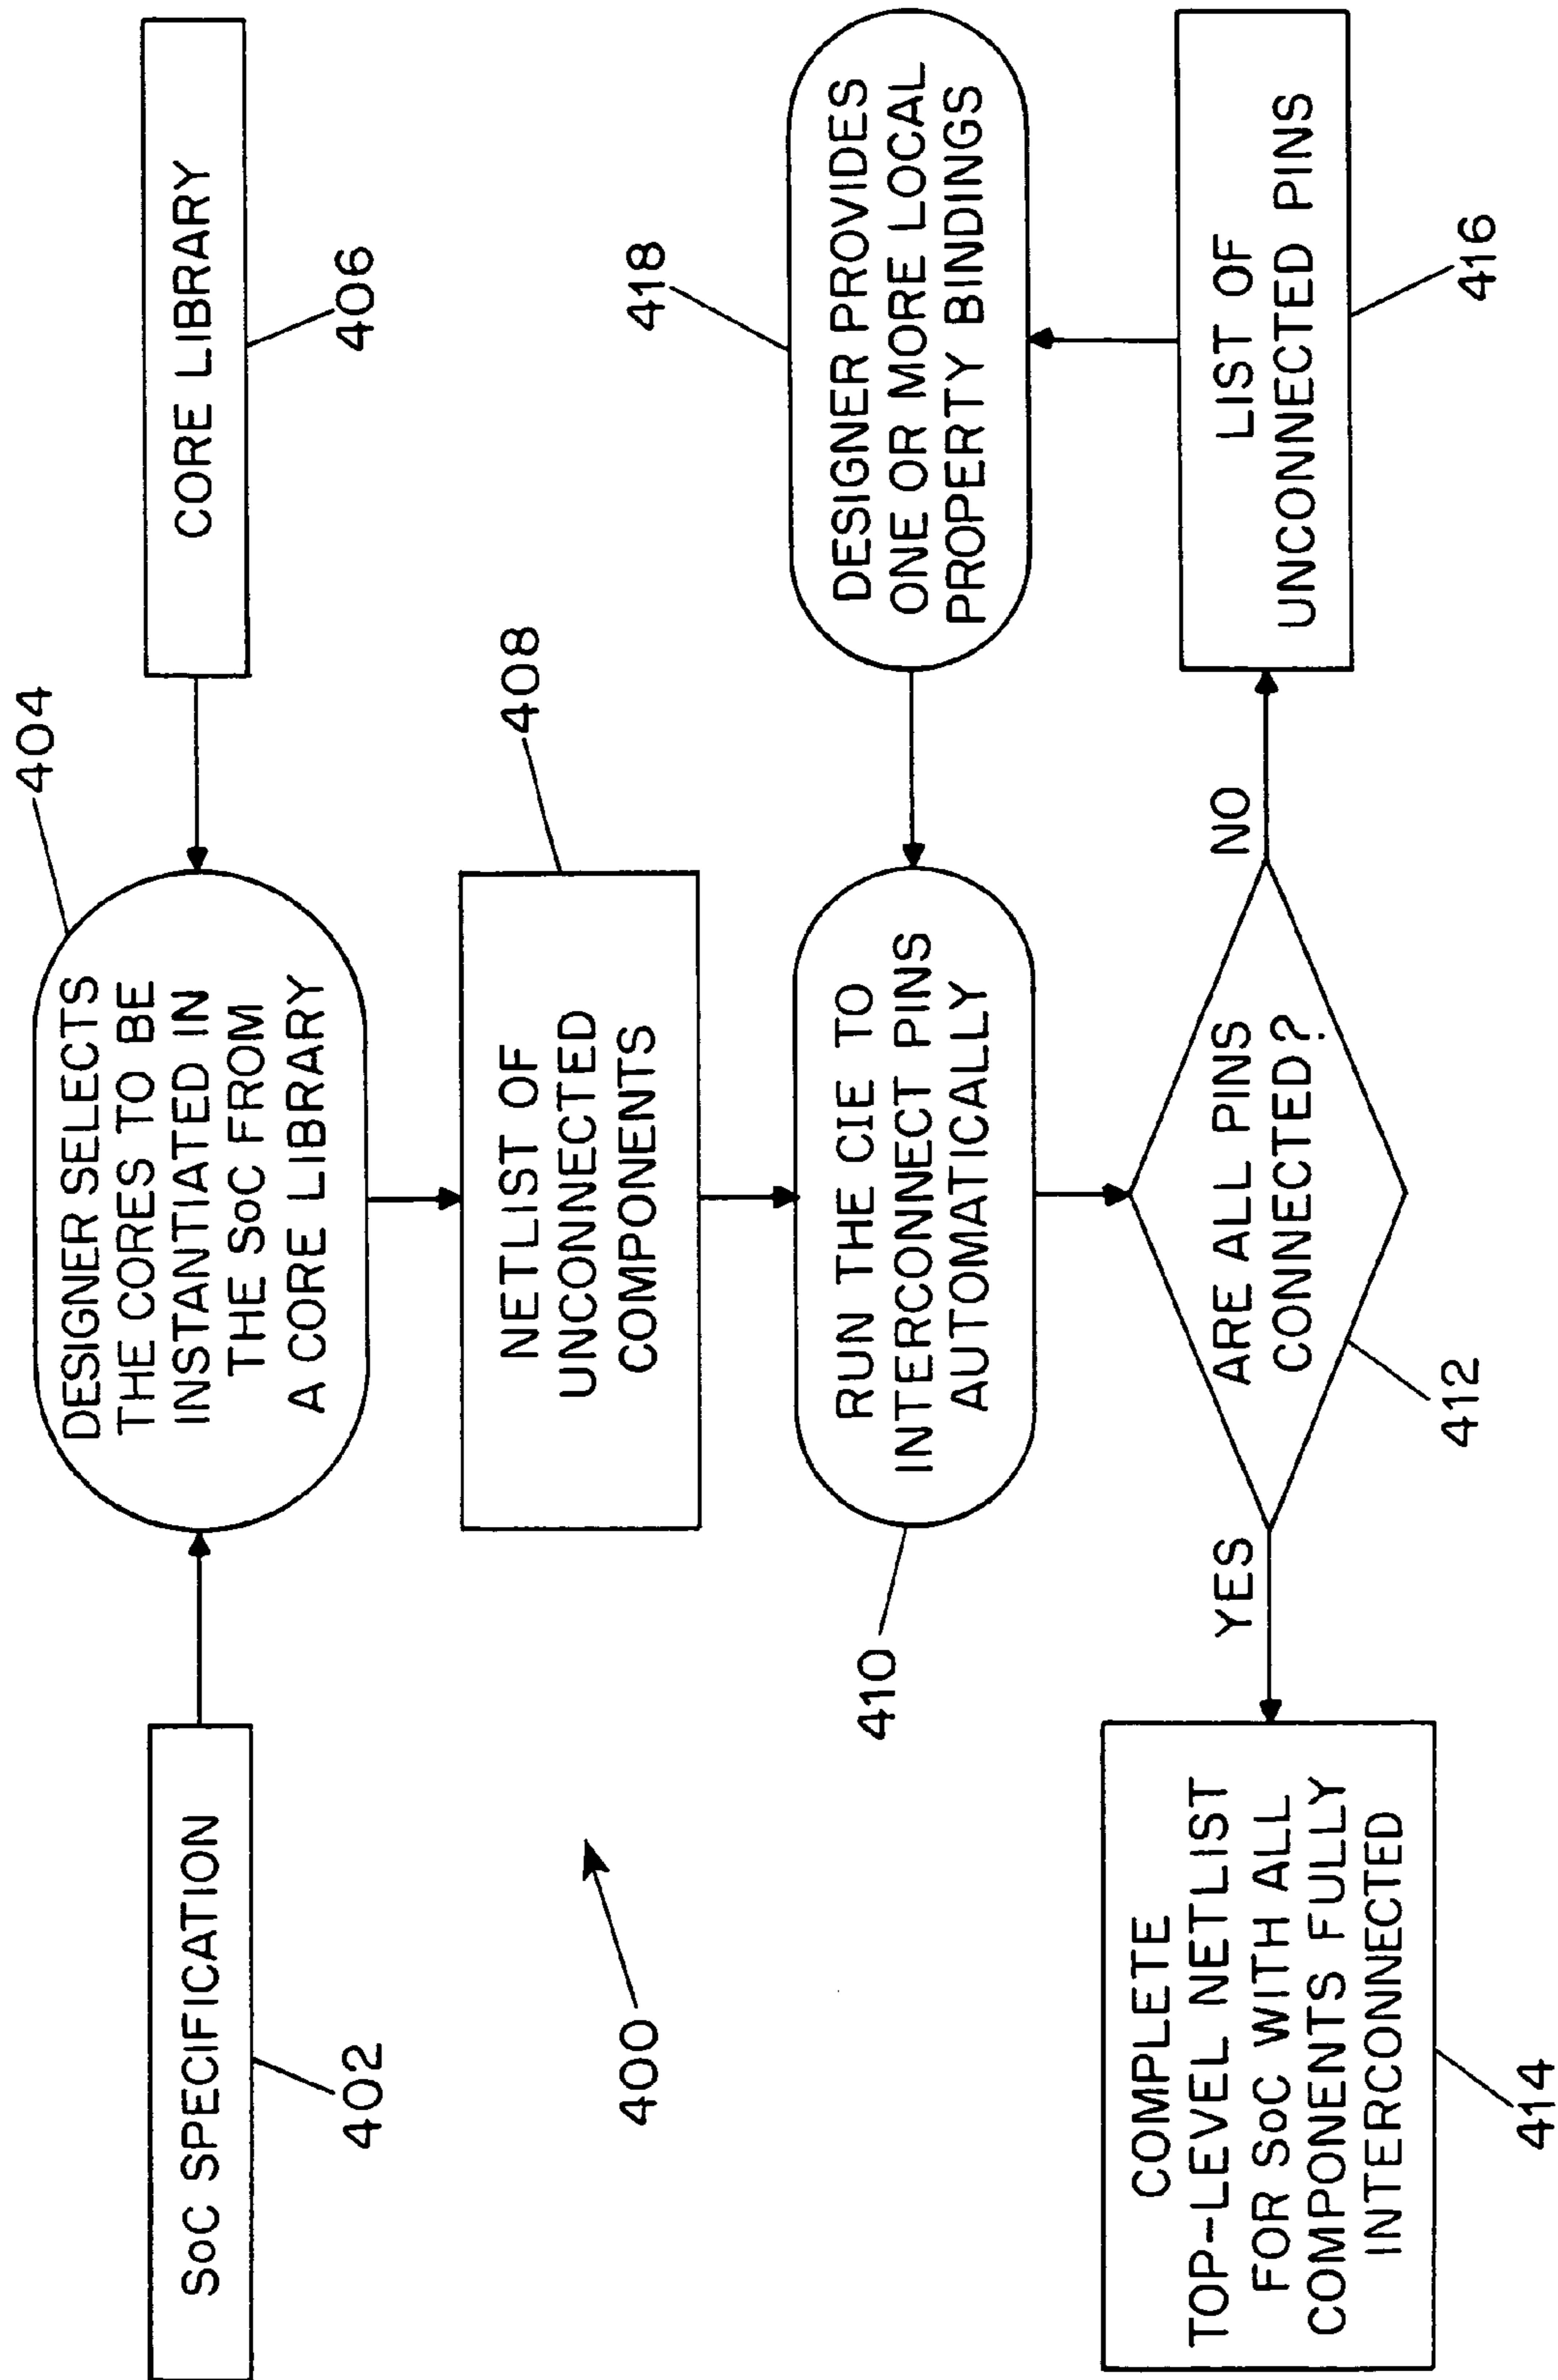 SoC SPECIFICATION
402
DESIGNER SELECTS
THE CORES TO BE
INSTANTIATED IN
THE SoC FROM
A CORE LIBRARY
404
CORE LIBRARY
406
NETLIST OF
UNCONNECTED
COMPONENTS
408
400
RUN THE CIE TO
INTERCONNECT PINS
AUTOMATICALLY
410
DESIGNER PROVIDES
ONE OR MORE LOCAL
PROPERTY BINDINGS
418
COMPLETE
TOP-LEVEL NETLIST
FOR SoC WITH ALL
COMPONENTS FULLY
INTERCONNECTED
414
YES
ARE ALL PINS
CONNECTED?
412
NO
LIST OF
UNCONNECTED PINS
416